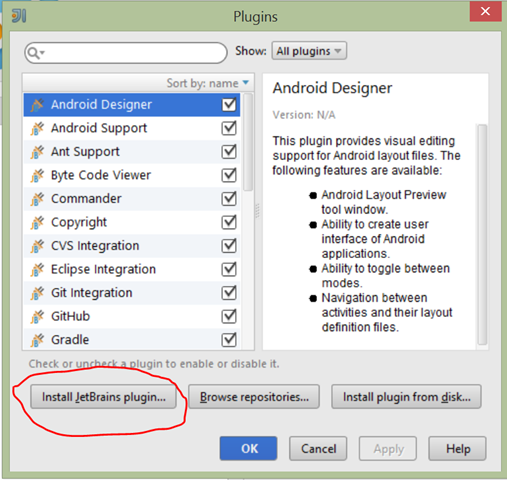 Plugins
Show: All plugins
Sort by: name
Android Designer
Android Support
Ant Support
Byte Code Viewer
Commander
Copyright
CVS Integration
Eclipse Integration
Git Integration
GitHub
Gradle
Android Designer
Version: N/A
This plugin provides visual editing
support for Android layout files. The
following features are available:
Android Layout Preview
tool window.
Ability to create user
interface of Android
applications.
Ability to toggle between
modes.
Navigation between
activities and their layout
definition files.
Check or uncheck a plugin to enable or disable it.
Install JetBrains plugin... Browse repositories... Install plugin from disk...
OK Cancel Apply Help